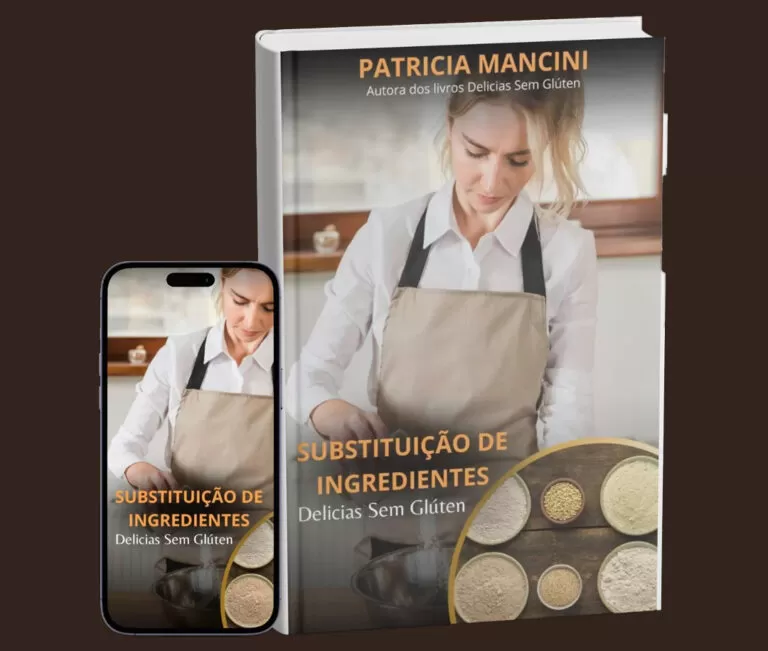 PATRICIA MANCINI
Autora dos livros Delicias Sem Glúten
SUBSTITUIÇÃO DE
INGREDIENTES
Delicias Sem Glúten
SUBSTITUIÇÃO DE
INGREDIENTES
Delicias Sem Glúten